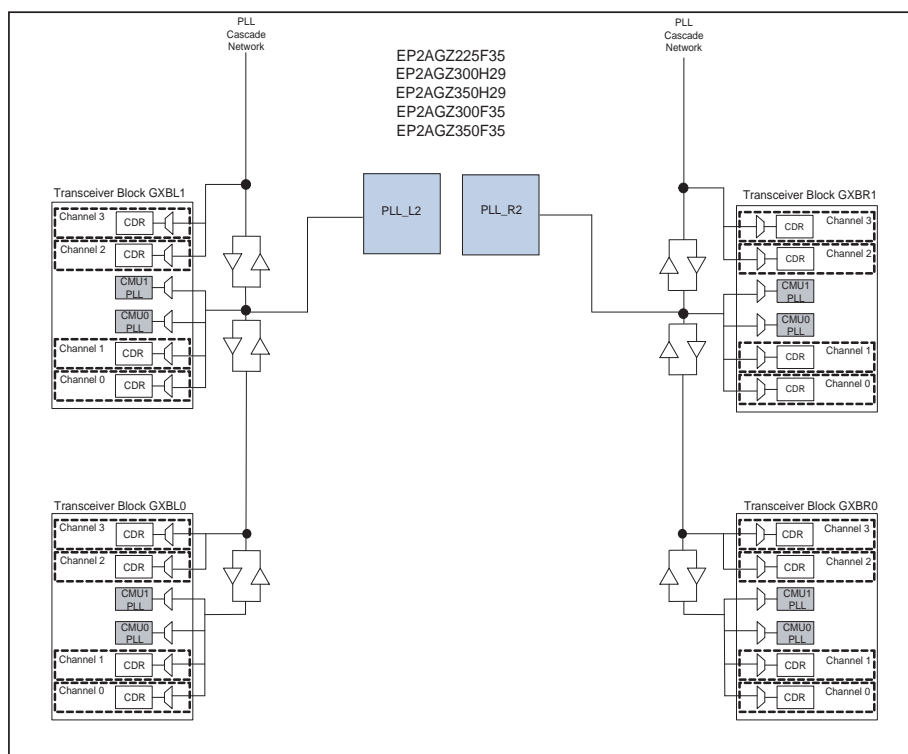 PLL
Cascade
Network
PLL
Cascade
Network
EP2AGZ225F35
EP2AGZ300H29
EP2AGZ350H29
EP2AGZ300F35
EP2AGZ350F35
PLL_L2
PLL_R2
Transceiver Block GXBL1
Channel 3
CDR
Channel 2
CDR
CMU1
PLL
CMU0
PLL
Channel 1
CDR
Channel 0
CDR
Transceiver Block GXBR1
CDR
Channel 3
CDR
Channel 2
CMU1
PLL
CMU0
PLL
CDR
Channel 1
CDR
Channel 0
Transceiver Block GXBL0
Channel 3
CDR
Channel 2
CDR
CMU1
PLL
CMU0
PLL
Channel 1
CDR
Channel 0
CDR
Transceiver Block GXBR0
CDR
Channel 3
CDR
Channel 2
CMU1
PLL
CMU0
PLL
CDR
Channel 1
CDR
Channel 0